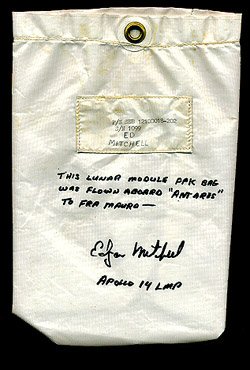 S/N 1099
ED
MITCHELL
THIS LUNAR MODULE PPK BAG
WAS FLOWN ABOARD "ANTARES"
TO FRA MAURO —
Edgar Mitchell
APOLLO 14 LMP